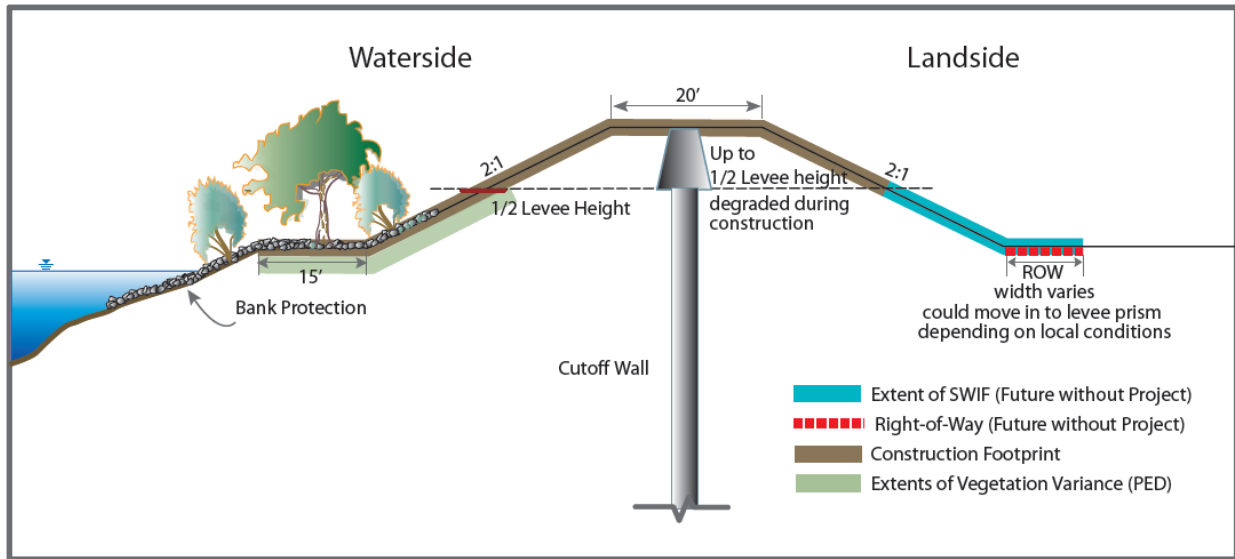 Waterside
Landside
20’
2:1
2:1
Up to
1/2 Levee height
degraded during
construction
1/2 Levee Height
15’
Bank Protection
ROW
width varies
could move in to levee prism
depending on local conditions
Cutoff Wall
Extent of SWIF (Future without Project)
Right-of-Way (Future without Project)
Construction Footprint
Extents of Vegetation Variance (PED)